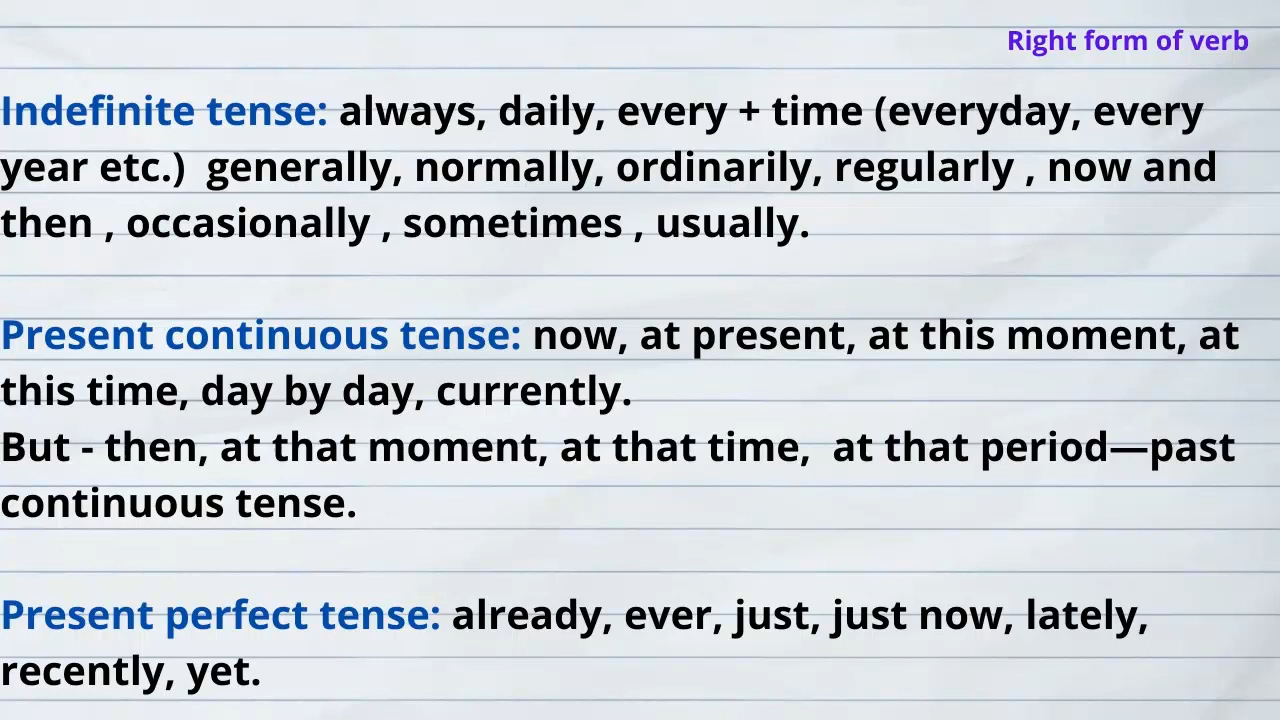 Right form of verb
Indefinite tense: always, daily, every + time (everyday, every
year etc.)  generally, normally, ordinarily, regularly , now and
then , occasionally , sometimes , usually.
Present continuous tense: now, at present, at this moment, at
this time, day by day, currently.
But - then, at that moment, at that time,  at that period—past
continuous tense.
Present perfect tense: already, ever, just, just now, lately,
recently, yet.